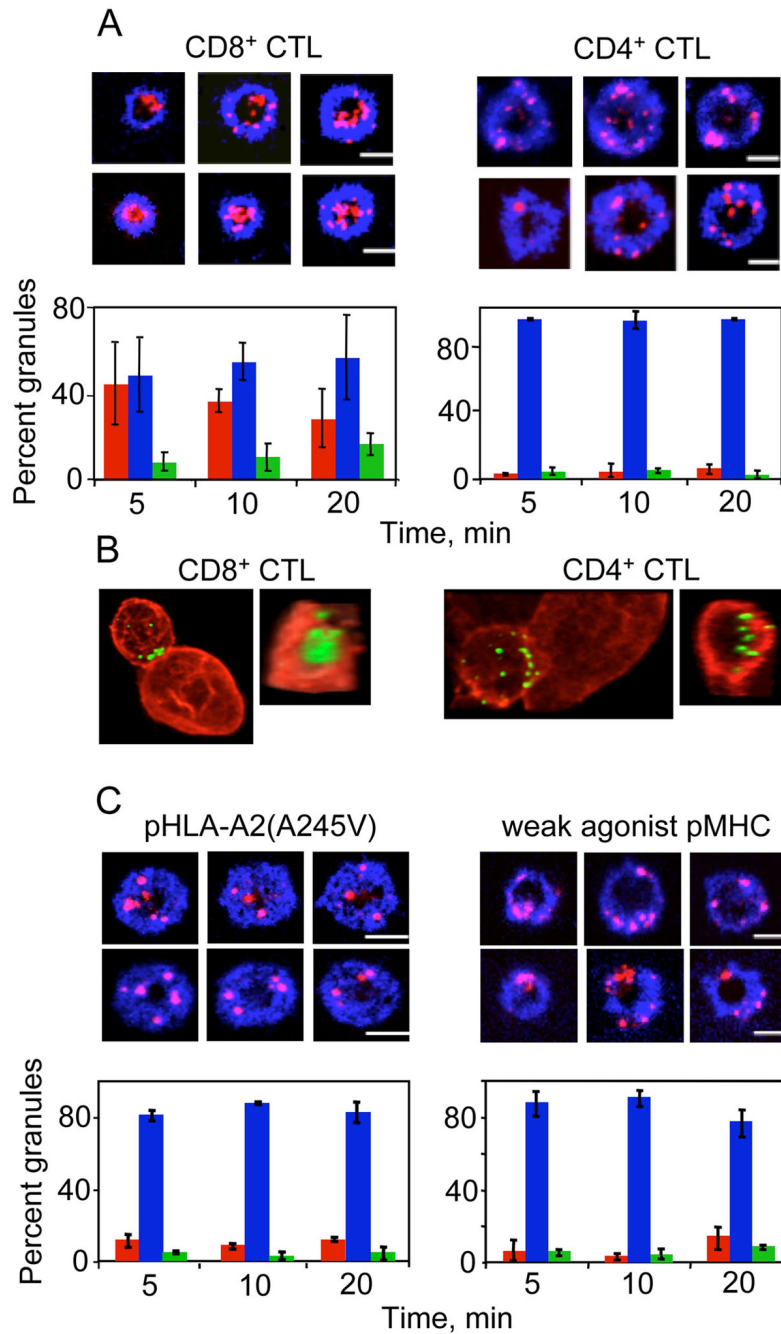 A
CD8⁺ CTL
CD4⁺ CTL
Percent granules
80
40
0
5
10
20
80
40
0
5
10
20
Time, min
B
CD8⁺ CTL
CD4⁺ CTL
C
pHLA-A2(A245V)
weak agonist pMHC
Percent granules
80
40
0
5
10
20
80
40
0
5
10
20
Time, min